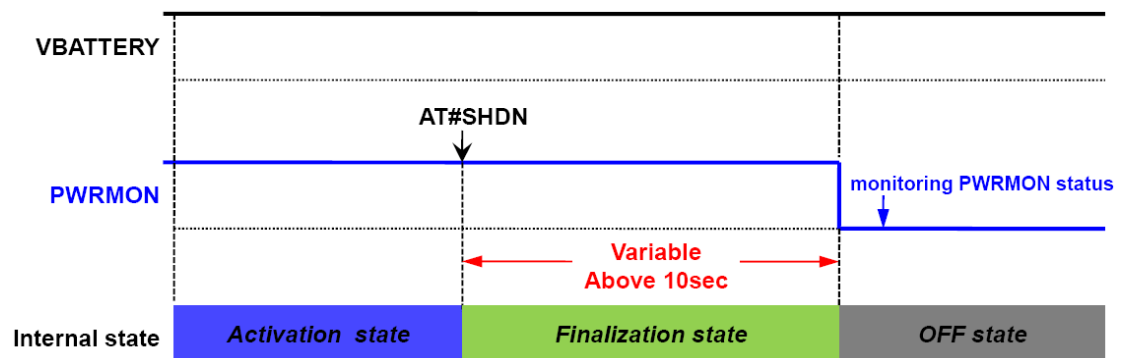 VBATTERY
AT#SHDN
PWRMON
monitoring PWRMON status
Variable
Above 10sec
Internal state
Activation state
Finalization state
OFF state